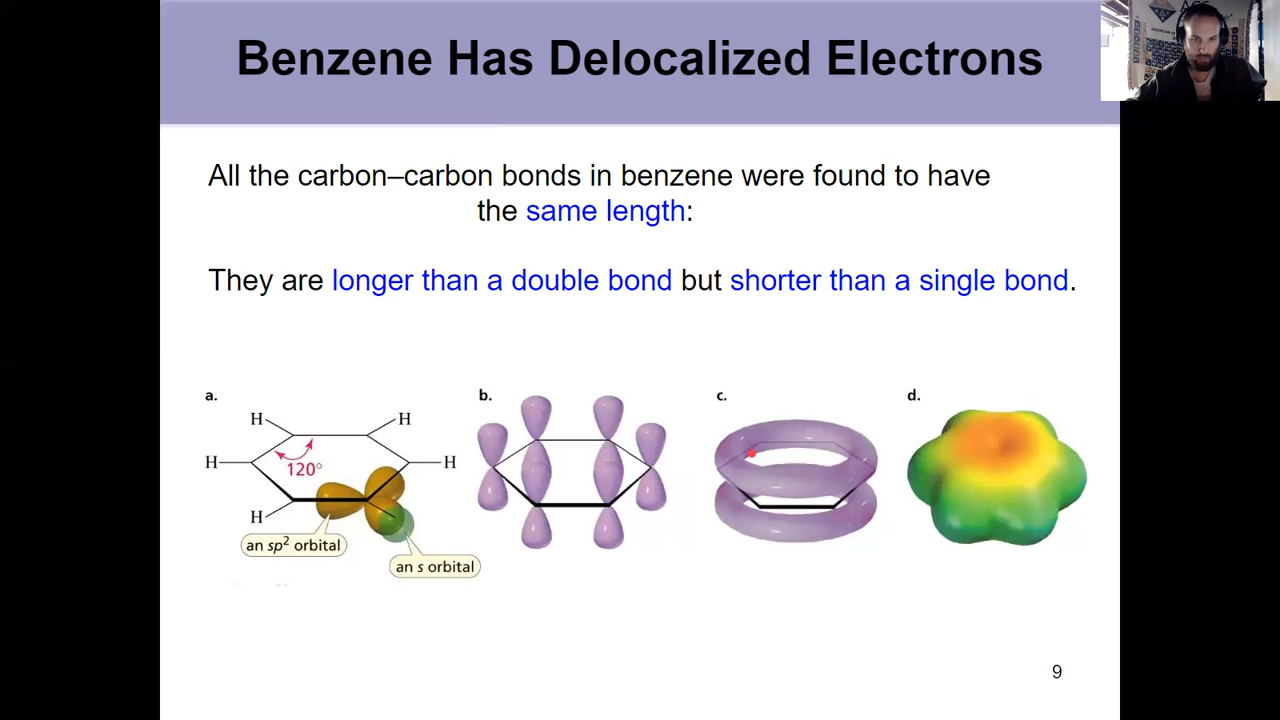 Benzene Has Delocalized Electrons
All the carbon–carbon bonds in benzene were found to have
the same length:
They are longer than a double bond but shorter than a single bond.
a.
b.
c.
d.
H
H
H
120°
H
H
an sp² orbital
an s orbital
9